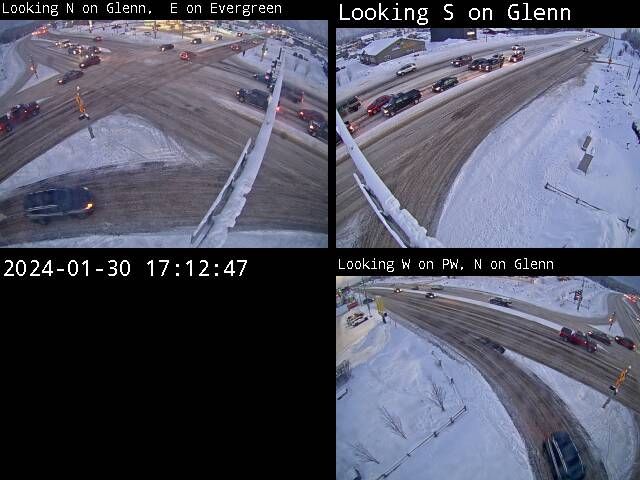 Looking N on Glenn, E on Evergreen
Looking S on Glenn
2024-01-30 17:12:47
Looking W on PW, N on Glenn